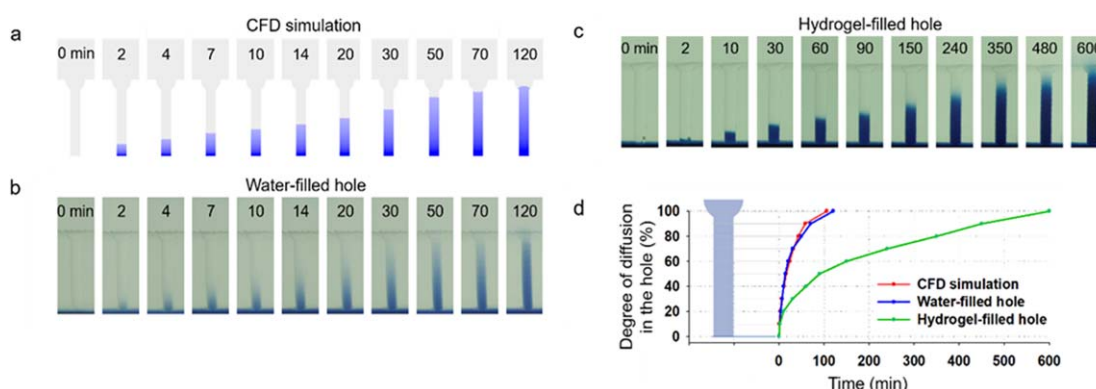 a
CFD simulation
0 min 2 4 7 10 14 20 30 50 70 120
b
Water-filled hole
0 min 2 4 7 10 14 20 30 50 70 120
c
Hydrogel-filled hole
0 min 2 10 30 60 90 150 240 350 480 600
d
Degree of diffusion
in the hole (%)
100
80
60
40
20
0
CFD simulation
Water-filled hole
Hydrogel-filled hole
0 100 200 300 400 500 600
Time (min)